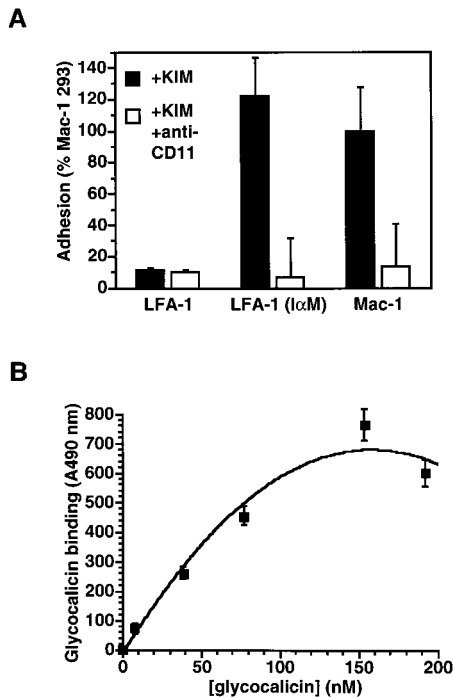 A
Adhesion (% Mac-1 293)
140
120
100
80
60
40
20
0
+KIM
+KIM
+anti-
CD11
LFA-1
LFA-1 (IαM)
Mac-1
B
Glycocalicin binding (A490 nm)
800
700
600
500
400
300
200
100
0
0
50
100
150
200
[glycocalicin] (nM)